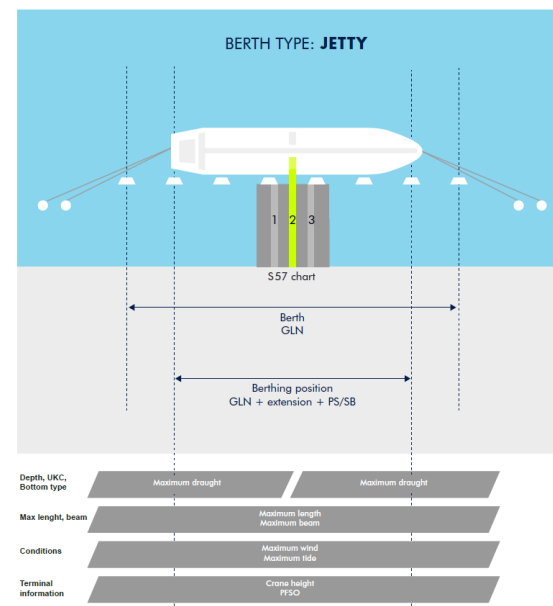 BERTH TYPE: JETTY
1 2 3
S57 chart
Berth
GLN
Berthing position
GLN + extension + PS/SB
Depth, UKC,
Bottom type
Maximum draught
Maximum draught
Max lenght, beam
Maximum length
Maximum beam
Conditions
Maximum wind
Maximum tide
Terminal
information
Crane height
PFSO